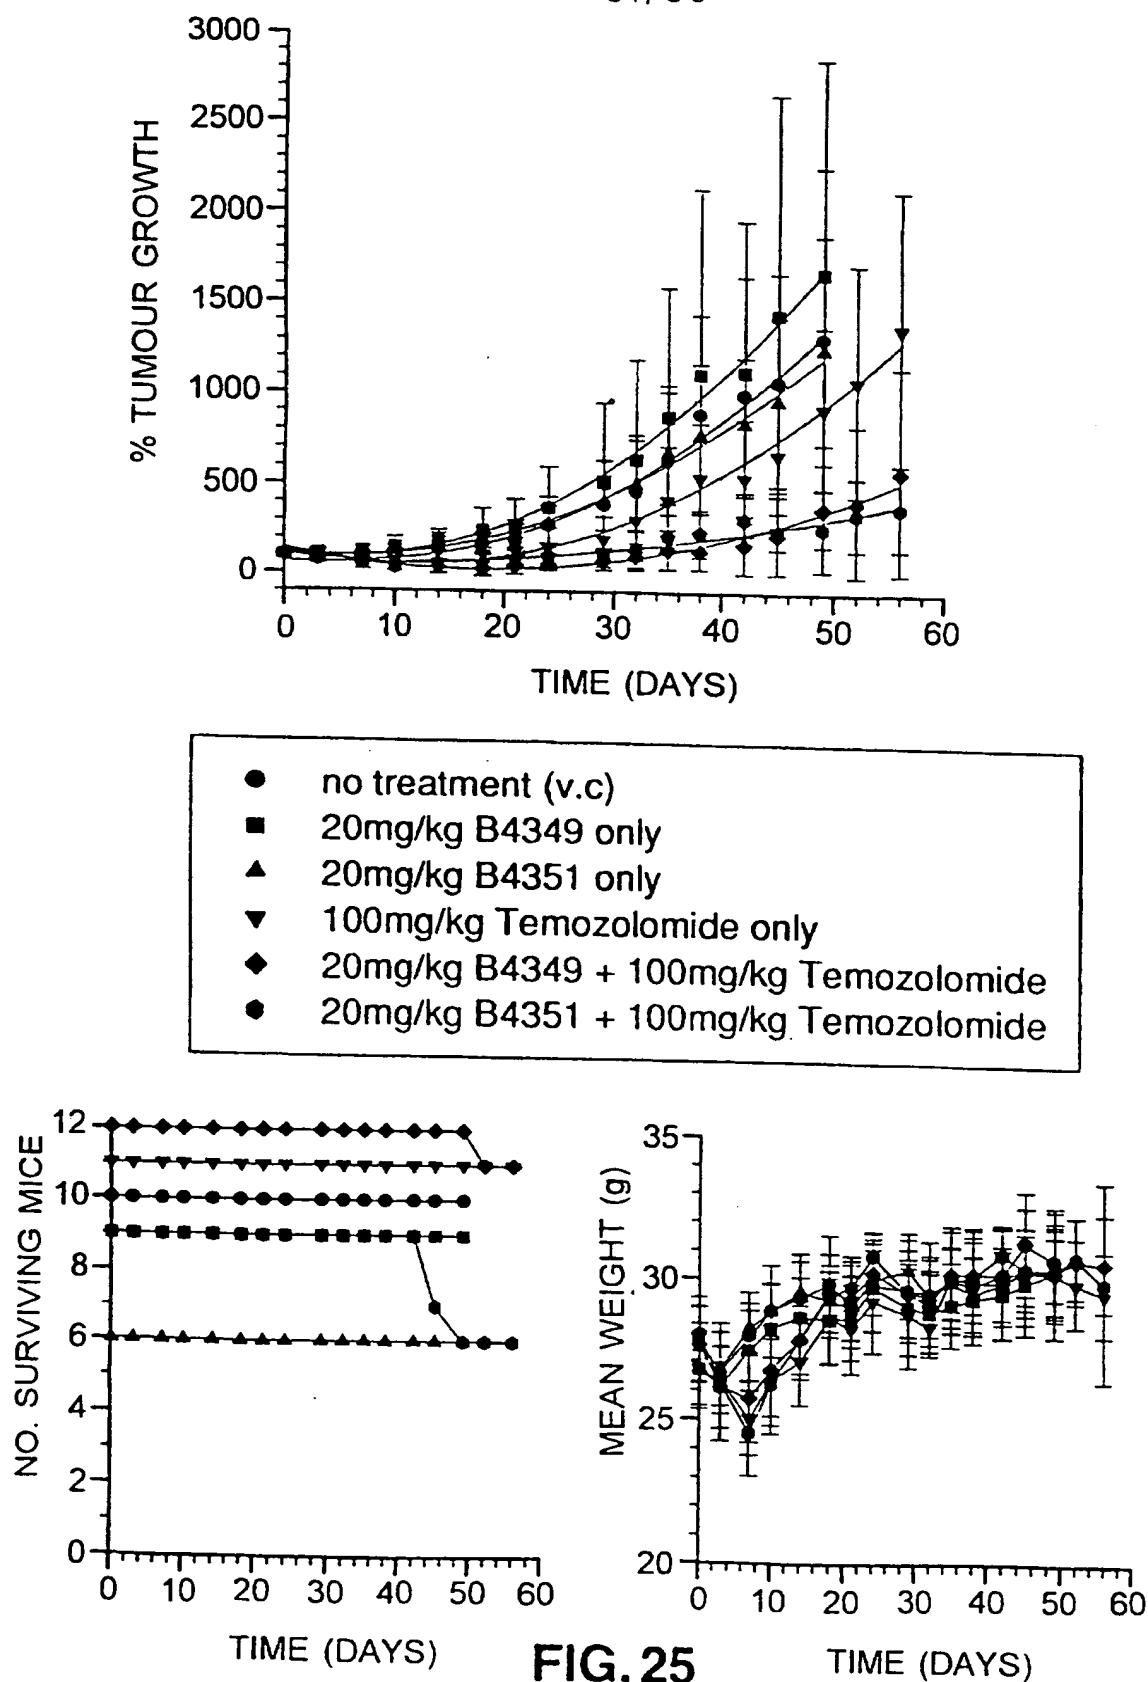 3000
2500
2000
1500
1000
500
0
% TUMOUR GROWTH
0 10 20 30 40 50 60
TIME (DAYS)
no treatment (v.c)
20mg/kg B4349 only
20mg/kg B4351 only
100mg/kg Temozolomide only
20mg/kg B4349 + 100mg/kg Temozolomide
20mg/kg B4351 + 100mg/kg Temozolomide
12
10
8
6
4
2
0
NO. SURVIVING MICE
0 10 20 30 40 50 60
TIME (DAYS)
35
30
25
20
MEAN WEIGHT (g)
0 10 20 30 40 50 60
TIME (DAYS)
FIG.25